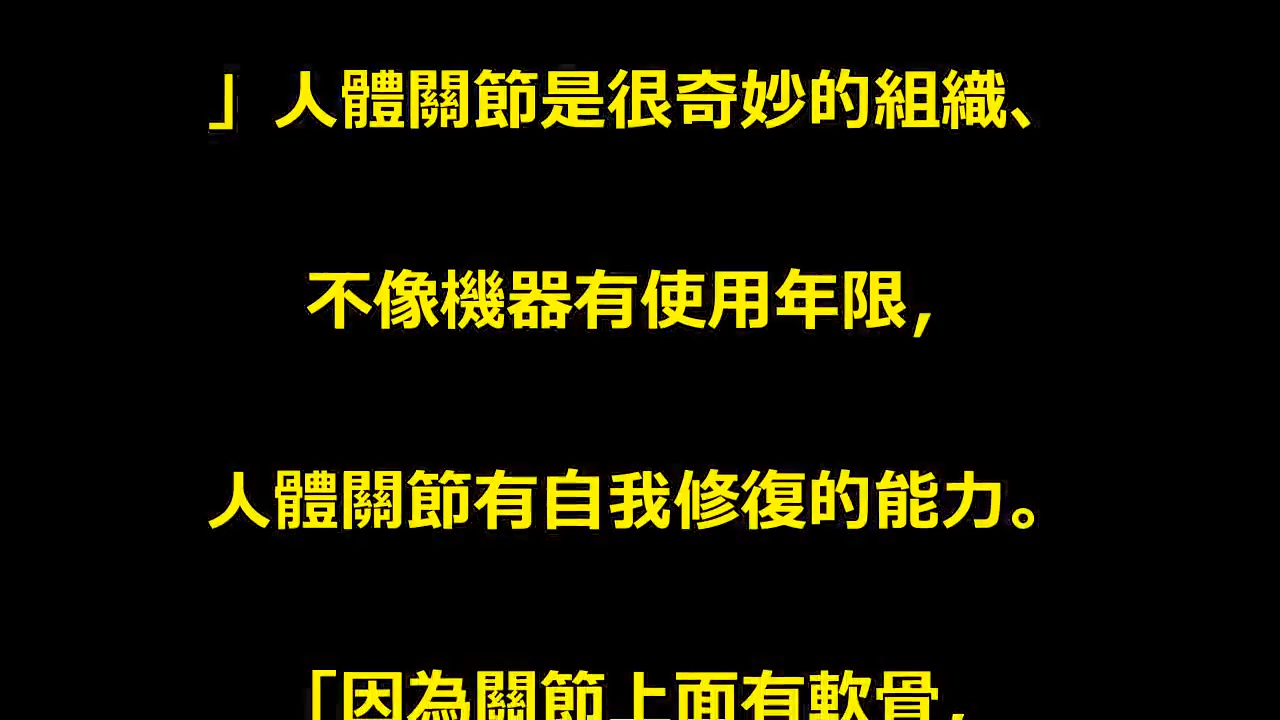 」人體關節是很奇妙的組織、
不像機器有使用年限，
人體關節有自我修復的能力。
「因為關節上面有軟骨，